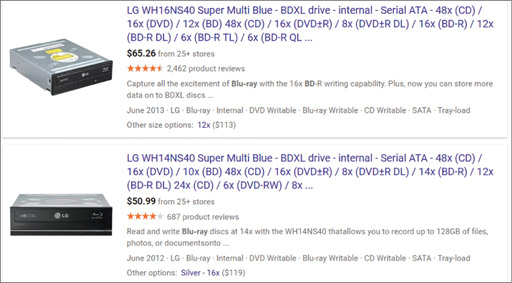 LG WH16NS40 Super Multi Blue - BDXL drive - internal - Serial ATA - 48x (CD) /
16x (DVD) / 12x (BD) 48x (CD) / 16x (DVD±R) / 8x (DVD±R DL) / 16x (BD-R) / 12x
(BD-R DL) / 6x (BD-R TL) / 6x (BD-R QL ...
$65.26 from 25+ stores
2,462 product reviews
Capture all the excitement of Blu-ray with the 16x BD-R writing capability. Plus, now you can store more
data on to BDXL discs ...
June 2013 · LG · Blu-ray · Internal · DVD Writable · Blu-ray Writable · CD Writable · SATA · Tray-load
Other size options: 12x ($113)
LG WH14NS40 Super Multi Blue - BDXL drive - internal - Serial ATA - 48x (CD) /
16x (DVD) / 10x (BD) 48x (CD) / 16x (DVD±R) / 8x (DVD±R DL) / 14x (BD-R) / 12x
(BD-R DL) 24x (CD) / 6x (DVD-RW) / 8x ...
$50.99 from 25+ stores
687 product reviews
Read and write Blu-ray discs at 14x with the WH14NS40 thatallows you to record up to 128GB of files,
photos, or documentsonto ...
June 2012 · LG · Blu-ray · Internal · DVD Writable · Blu-ray Writable · CD Writable · SATA · Tray-load
Other options: Silver - 16x ($119)
LG